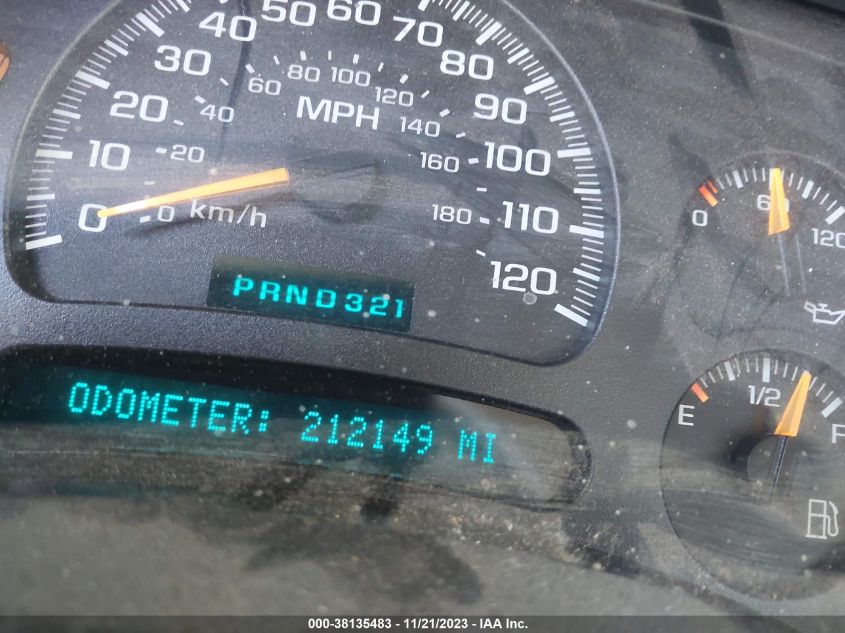 0 10 20 30 40 50 60 70 80 90 100 110 120
0 20 40 60 80 100 120 140 160 180
MPH
km/h
PRND321
ODOMETER: 212149 MI
0 60 120
E 1/2 F
000-38135483 - 11/21/2023 - IAA Inc.